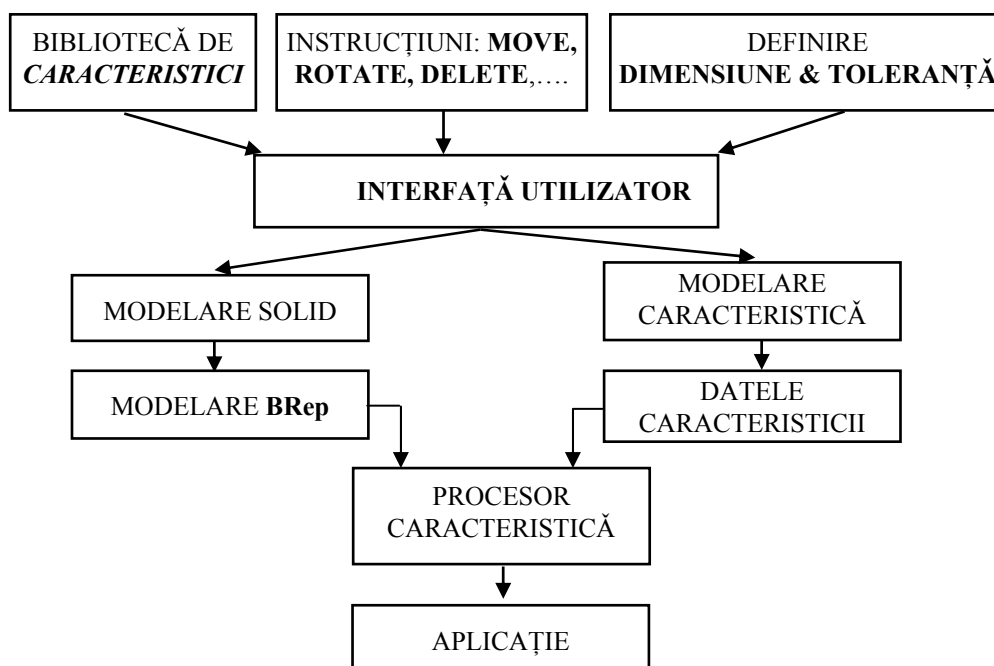 BIBLIOTECĂ DE
CARACTERISTICI
INSTRUCȚIUNI: MOVE,
ROTATE, DELETE,….
DEFINIRE
DIMENSIUNE & TOLERANȚĂ
INTERFAȚĂ UTILIZATOR
MODELARE SOLID
MODELARE
CARACTERISTICĂ
MODELARE BRep
DATELE
CARACTERISTICII
PROCESOR
CARACTERISTICĂ
APLICAȚIE